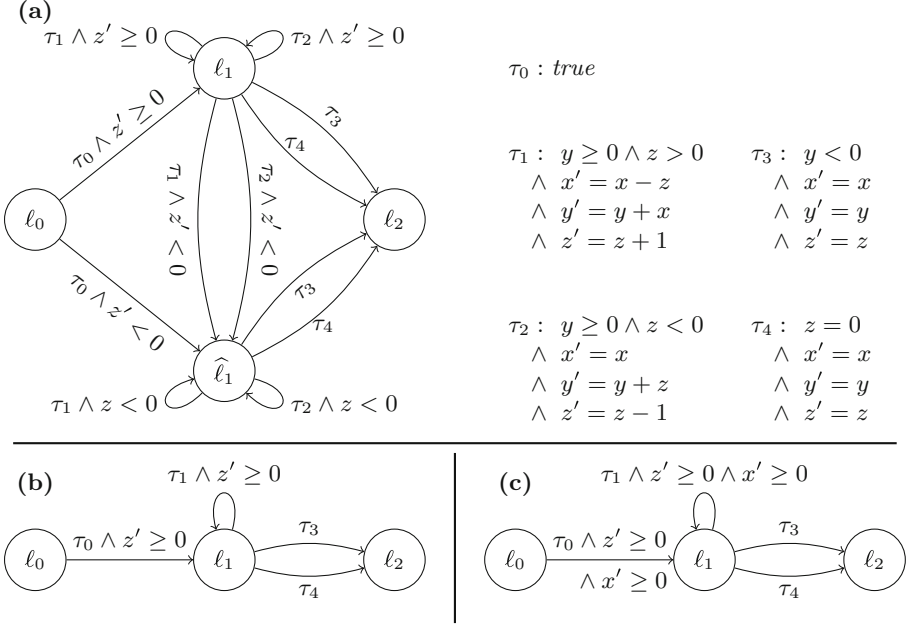 (a)
τ₁ ∧ z′ ≥ 0
τ₂ ∧ z′ ≥ 0
ℓ₁
τ₀ ∧ z′ ≥ 0
τ₃
τ₄
ℓ₀
τ₁ ∧ z′ < 0
τ₂ ∧ z′ < 0
ℓ₂
τ₀ ∧ z′ < 0
τ₃
τ₄
ℓ̂₁
τ₁ ∧ z < 0
τ₂ ∧ z < 0
τ₀ : true
τ₁ : y ≥ 0 ∧ z > 0
∧ x′ = x − z
∧ y′ = y + x
∧ z′ = z + 1
τ₃ : y < 0
∧ x′ = x
∧ y′ = y
∧ z′ = z
τ₂ : y ≥ 0 ∧ z < 0
∧ x′ = x
∧ y′ = y + z
∧ z′ = z − 1
τ₄ : z = 0
∧ x′ = x
∧ y′ = y
∧ z′ = z
(b)
τ₁ ∧ z′ ≥ 0
ℓ₀
τ₀ ∧ z′ ≥ 0
ℓ₁
τ₃
τ₄
ℓ₂
(c)
τ₁ ∧ z′ ≥ 0 ∧ x′ ≥ 0
ℓ₀
τ₀ ∧ z′ ≥ 0
∧ x′ ≥ 0
ℓ₁
τ₃
τ₄
ℓ₂